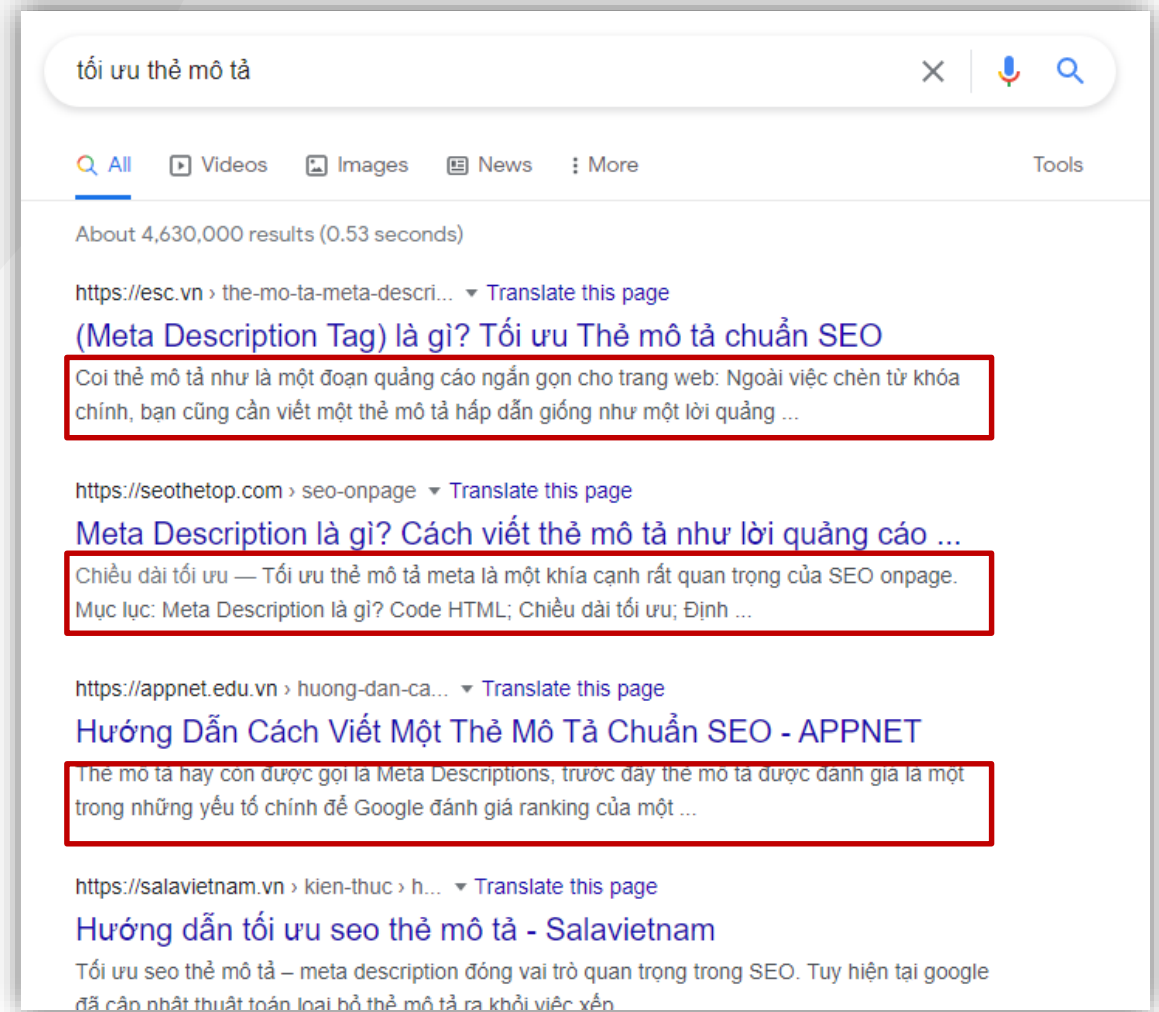 tối ưu thẻ mô tả
All Videos Images News More Tools
About 4,630,000 results (0.53 seconds)
https://esc.vn › the-mo-ta-meta-descri... Translate this page
(Meta Description Tag) là gì? Tối ưu Thẻ mô tả chuẩn SEO
Coi thẻ mô tả như là một đoạn quảng cáo ngắn gọn cho trang web: Ngoài việc chèn từ khóa
chính, bạn cũng cần viết một thẻ mô tả hấp dẫn giống như một lời quảng ...
https://seothetop.com › seo-onpage Translate this page
Meta Description là gì? Cách viết thẻ mô tả như lời quảng cáo ...
Chiều dài tối ưu — Tối ưu thẻ mô tả meta là một khía cạnh rất quan trọng của SEO onpage.
Mục lục: Meta Description là gì? Code HTML; Chiều dài tối ưu; Định ...
https://appnet.edu.vn › huong-dan-ca... Translate this page
Hướng Dẫn Cách Viết Một Thẻ Mô Tả Chuẩn SEO - APPNET
Thẻ mô tả hay còn được gọi là Meta Descriptions, trước đây thẻ mô tả được đánh giá là một
trong những yếu tố chính để Google đánh giá ranking của một ...
https://salavietnam.vn › kien-thuc › h... Translate this page
Hướng dẫn tối ưu seo thẻ mô tả - Salavietnam
Tối ưu seo thẻ mô tả – meta description đóng vai trò quan trọng trong SEO. Tuy hiện tại google
đã cập nhật thuật toán loại bỏ thẻ mô tả ra khỏi việc xếp